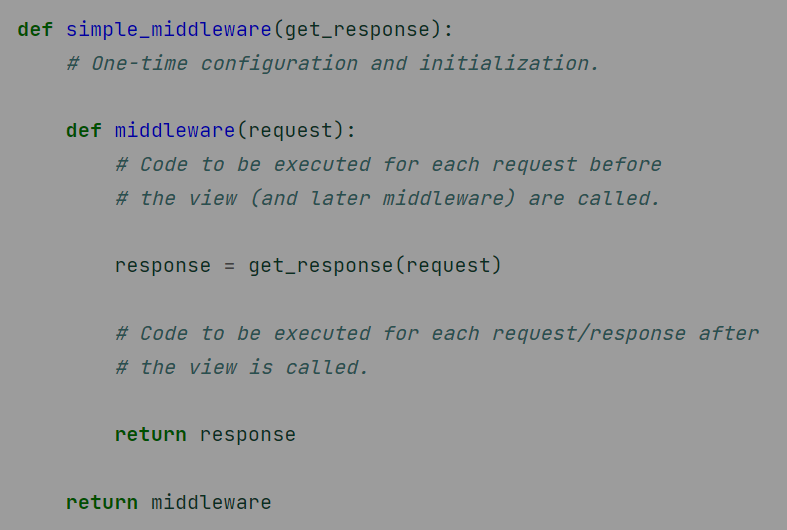 def simple_middleware(get_response):
    # One-time configuration and initialization.

    def middleware(request):
        # Code to be executed for each request before
        # the view (and later middleware) are called.

        response = get_response(request)

        # Code to be executed for each request/response after
        # the view is called.

        return response

    return middleware